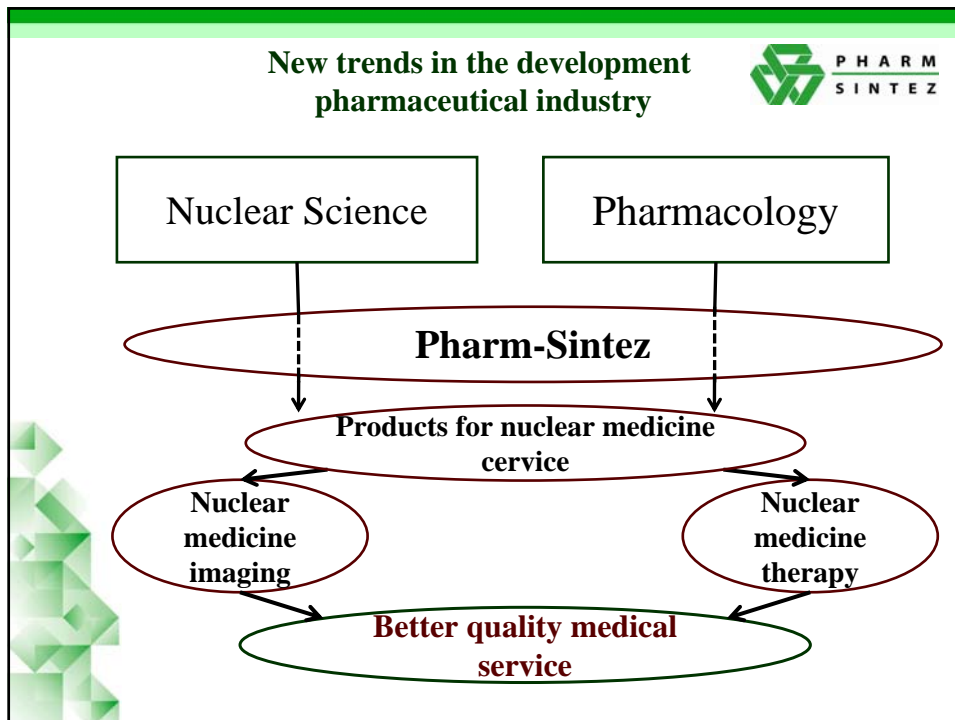 New trends in the development
pharmaceutical industry
PHARM
SINTEZ
Nuclear Science
Pharmacology
Pharm-Sintez
Products for nuclear medicine
cervice
Nuclear
medicine
imaging
Nuclear
medicine
therapy
Better quality medical
service